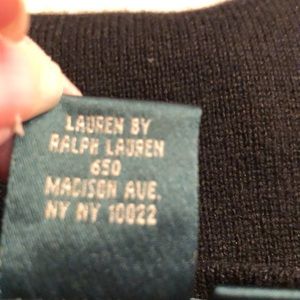 LAUREN BY
RALPH LAUREN
650
MADISON AVE.
NY NY 10022